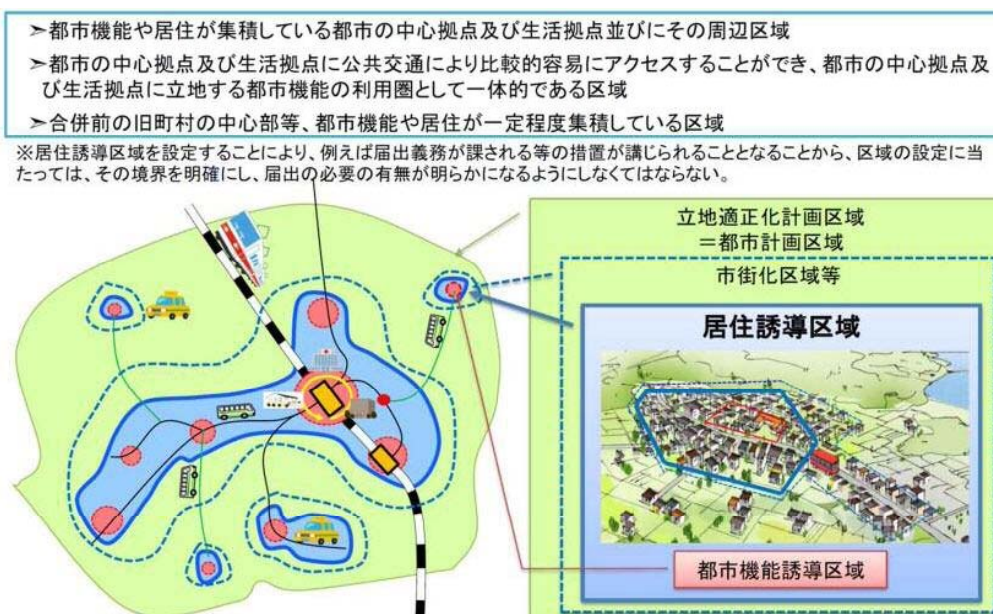 ➢都市機能や居住が集積している都市の中心拠点及び生活拠点並びにその周辺区域
➢都市の中心拠点及び生活拠点に公共交通により比較的容易にアクセスすることができ、都市の中心拠点及
び生活拠点に立地する都市機能の利用圏として一体的である区域
➢合併前の旧町村の中心部等、都市機能や居住が一定程度集積している区域
※居住誘導区域を設定することにより、例えば届出義務が課される等の措置が講じられることとなることから、区域の設定に当
たっては、その境界を明確にし、届出の必要の有無が明らかになるようにしなくてはならない。
立地適正化計画区域
＝都市計画区域
市街化区域等
居住誘導区域
都市機能誘導区域